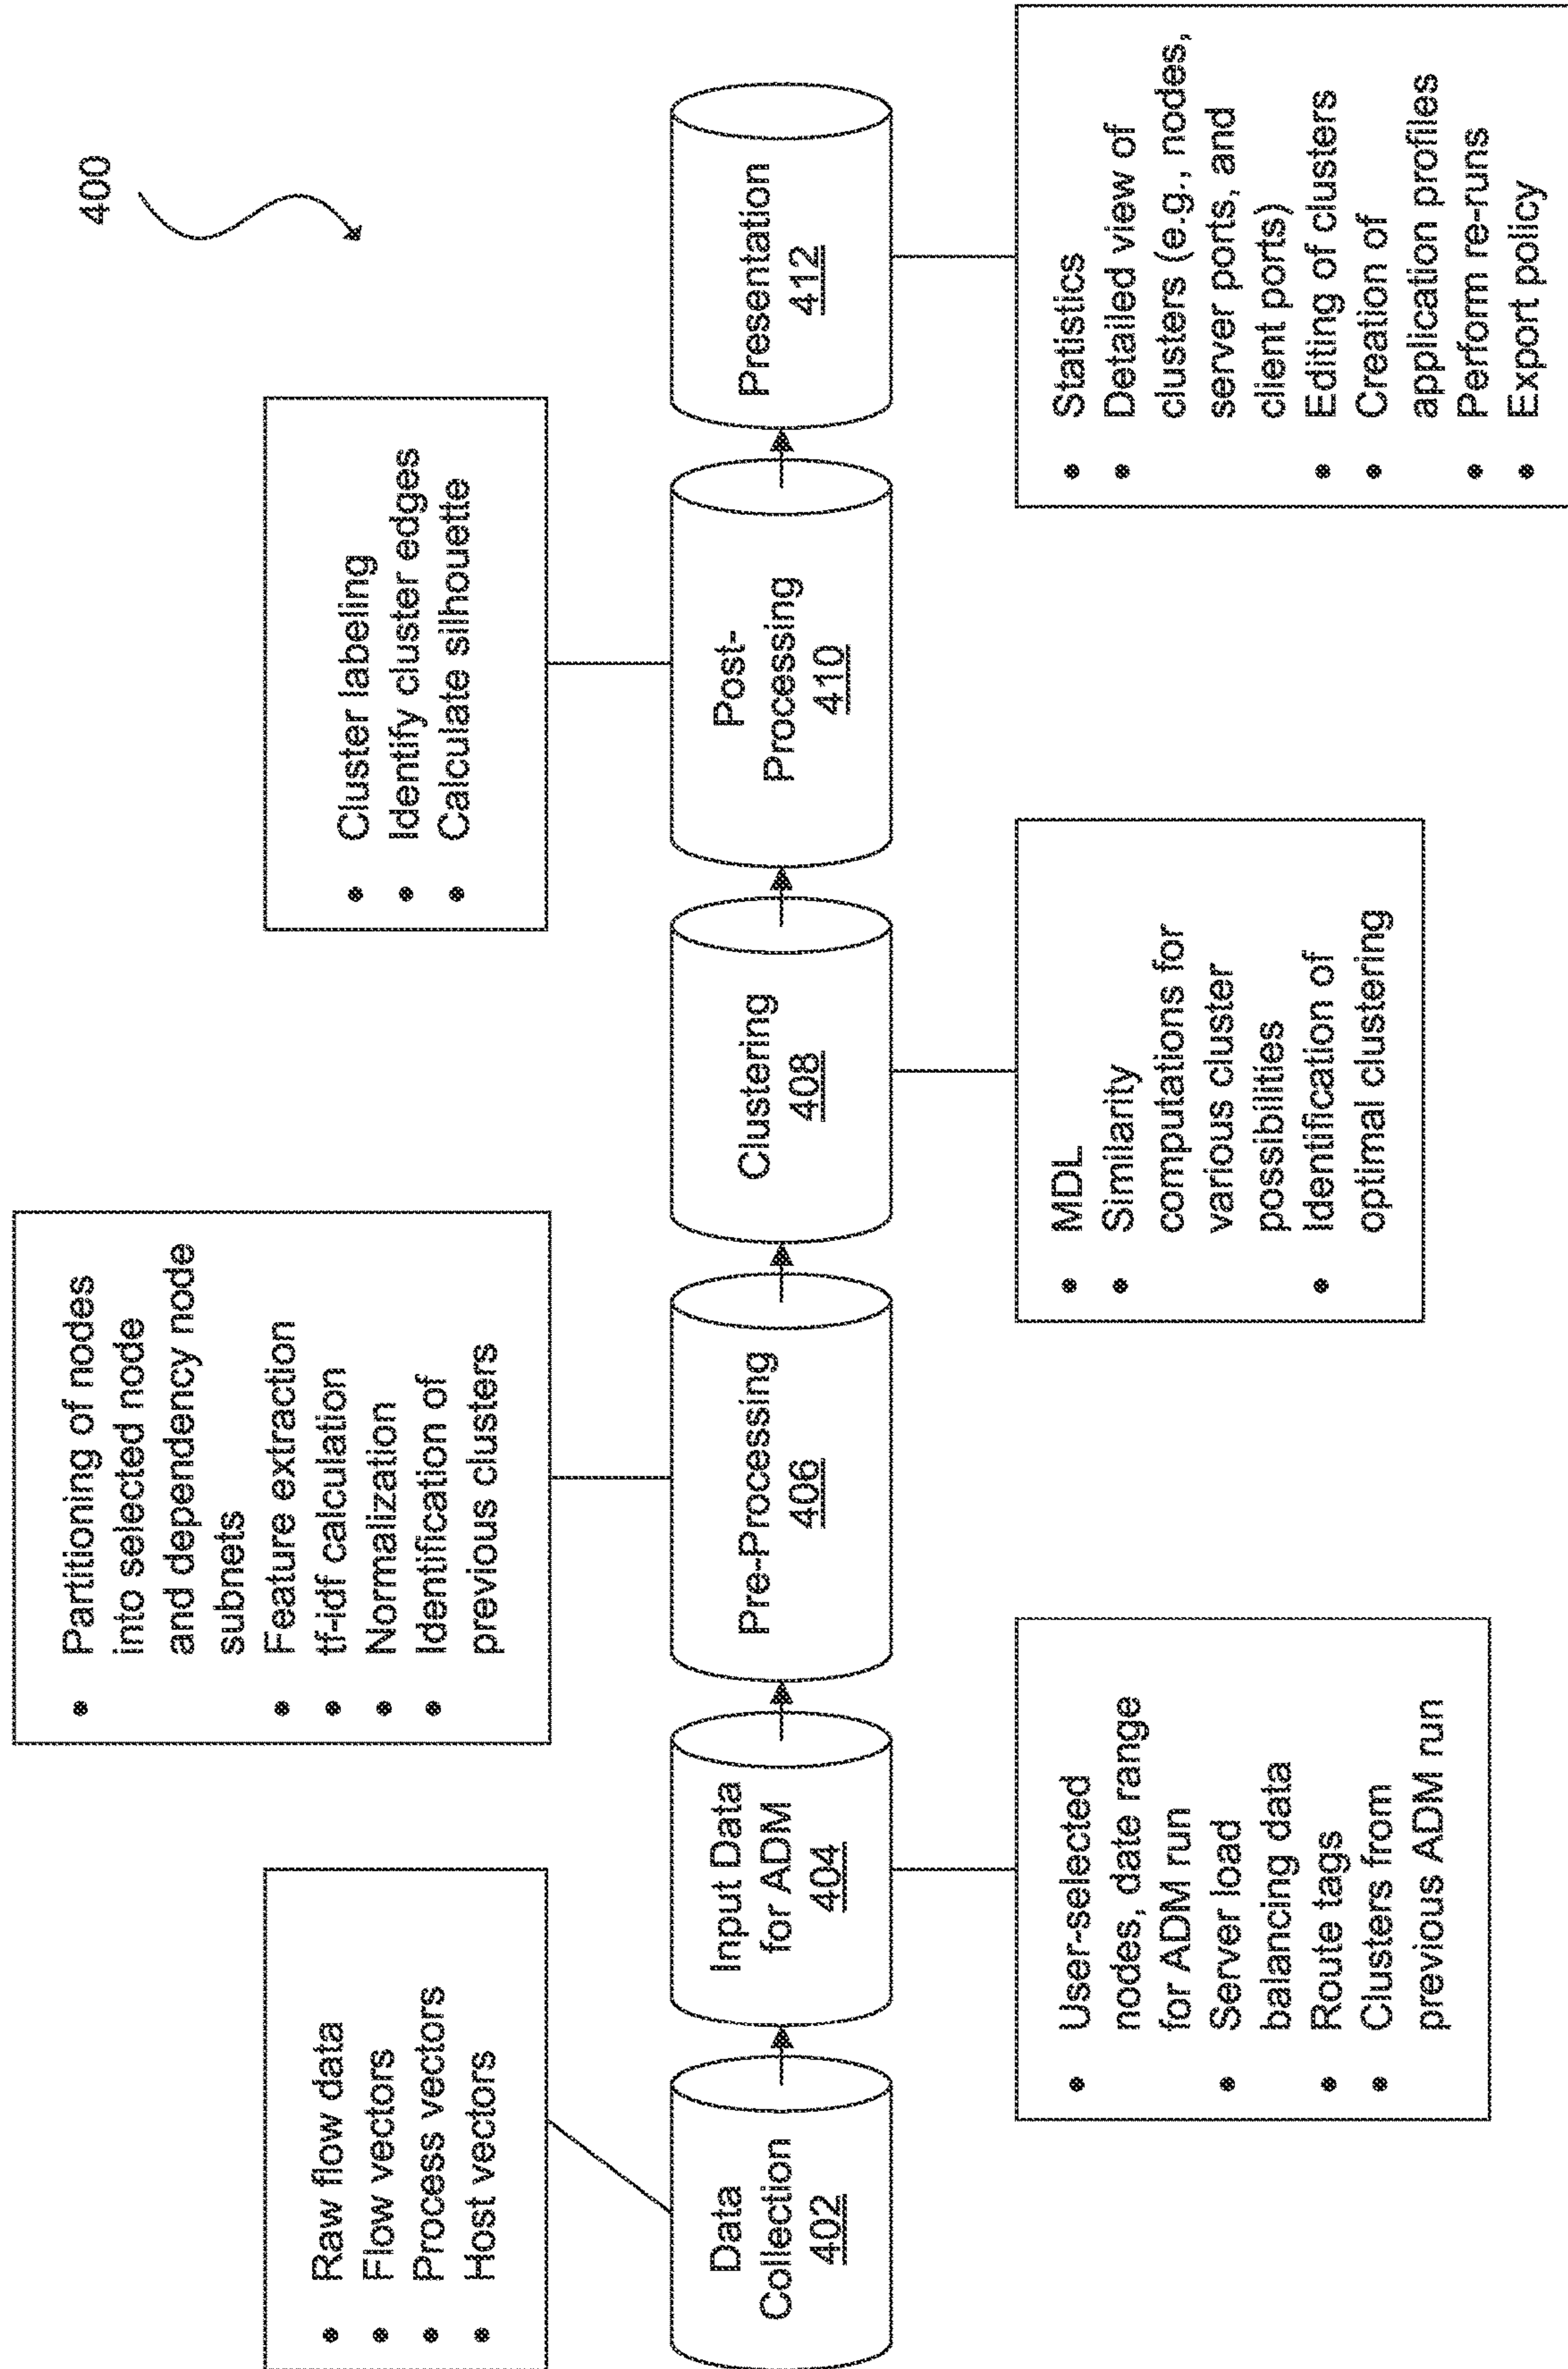 400
• Raw flow data
• Flow vectors
• Process vectors
• Host vectors
• Partitioning of nodes
into selected node
and dependency node
subnets
• Feature extraction
• tf-idf calculation
• Normalization
• Identification of
previous clusters
• Cluster labeling
• Identify cluster edges
• Calculate silhouette
Data
Collection
402
Input Data
for ADM
404
Pre-Processing
406
Clustering
408
Post-
Processing
410
Presentation
412
• User-selected
nodes, date range
for ADM run
• Server load
balancing data
• Route tags
• Clusters from
previous ADM run
• MDL
• Similarity
computations for
various cluster
possibilities
• Identification of
optimal clustering
• Statistics
• Detailed view of
clusters (e.g., nodes,
server ports, and
client ports)
• Editing of clusters
• Creation of
application profiles
• Perform re-runs
• Export policy